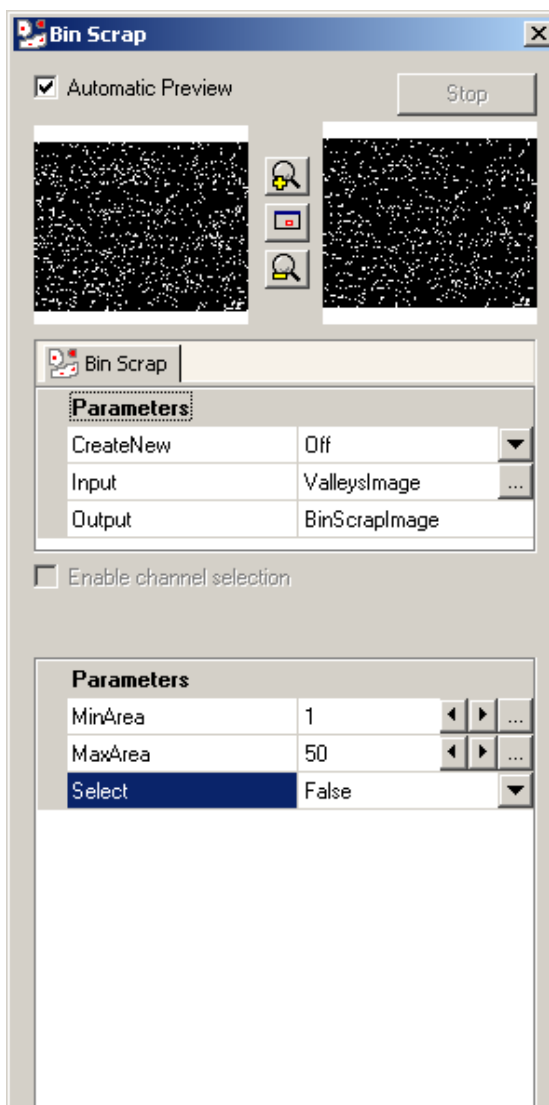 Bin Scrap
Automatic Preview
Stop
Bin Scrap
Parameters
CreateNew Off
Input ValleysImage ...
Output BinScrapImage
Enable channel selection
Parameters
MinArea 1 ...
MaxArea 50 ...
Select False